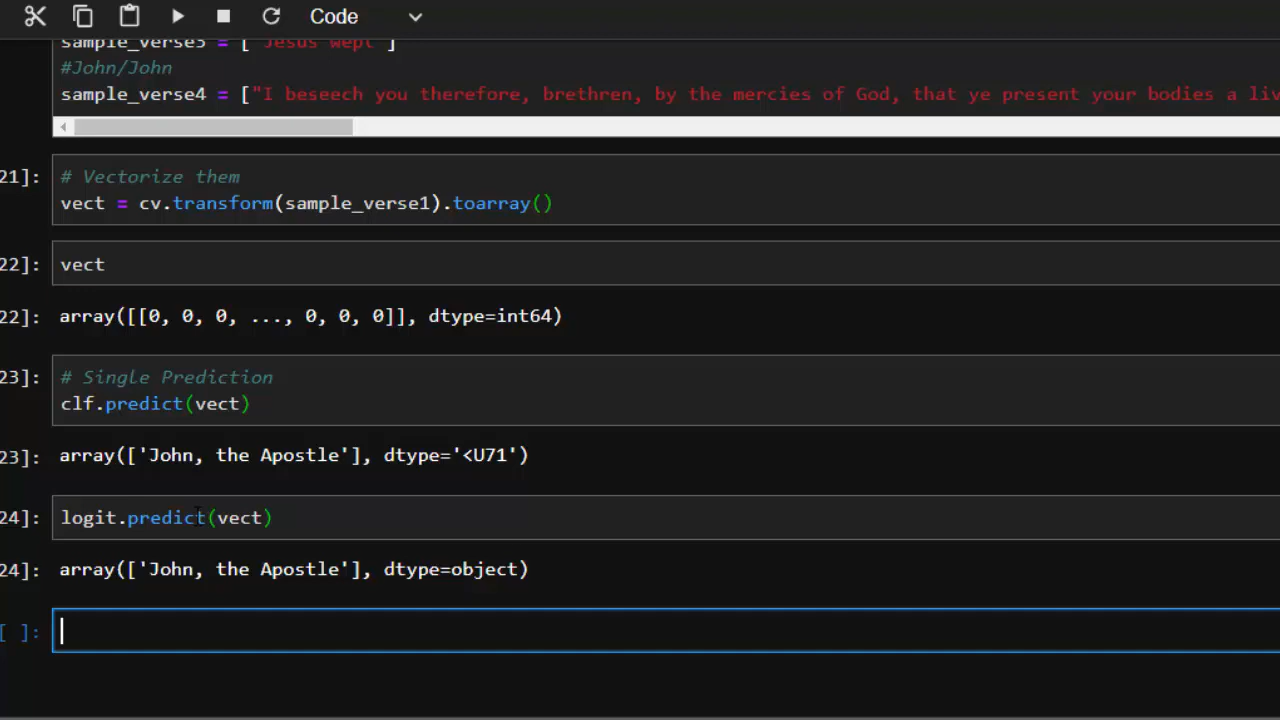 Code
sample_verse3 = ["Jesus wept"]
#John/John
sample_verse4 = ["I beseech you therefore, brethren, by the mercies of God, that ye present your bodies a liv
21]:
# Vectorize them
vect = cv.transform(sample_verse1).toarray()
22]:
vect
22]:
array([[0, 0, 0, ..., 0, 0, 0]], dtype=int64)
23]:
# Single Prediction
clf.predict(vect)
23]:
array(['John, the Apostle'], dtype='<U71')
24]:
logit.predict(vect)
24]:
array(['John, the Apostle'], dtype=object)
[ ]: